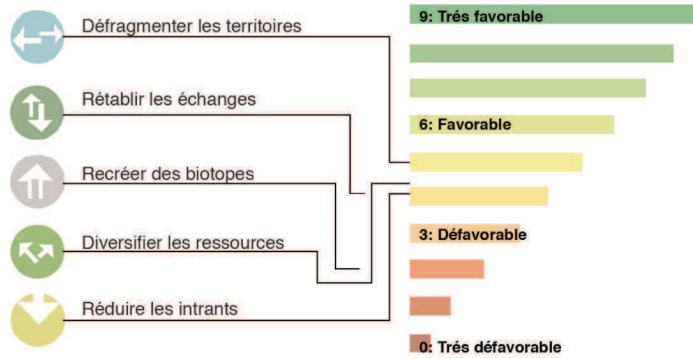 Défragmenter les territoires
Rétablir les échanges
Recréer des biotopes
Diversifier les ressources
Réduire les intrants
9: Trés favorable
6: Favorable
3: Défavorable
0: Trés défavorable